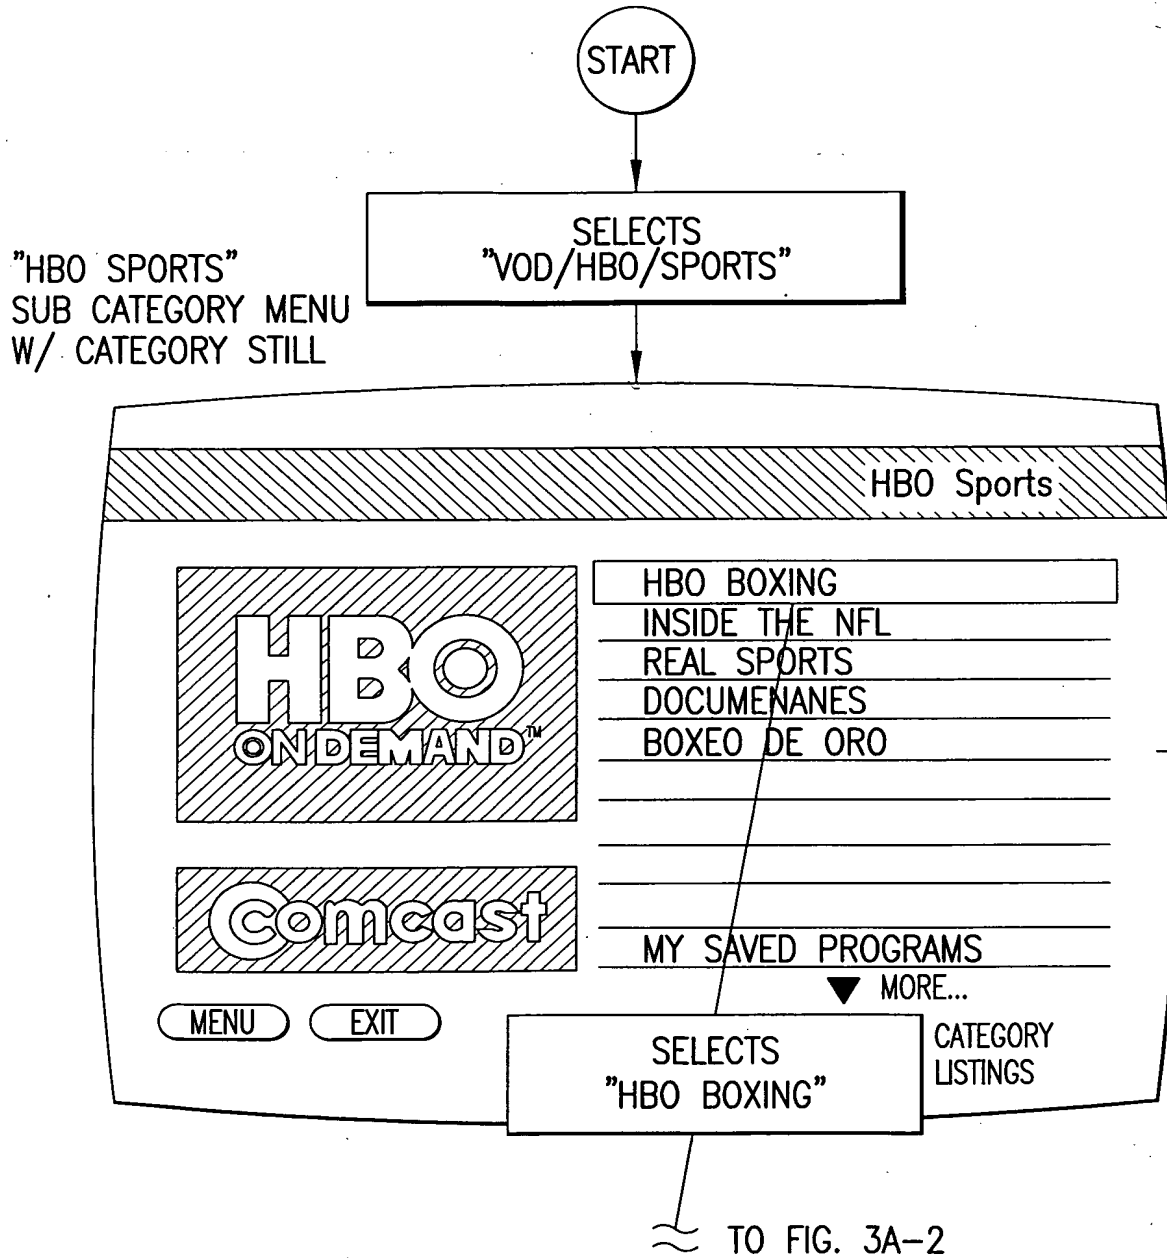 START
SELECTS
"VOD/HBO/SPORTS"
"HBO SPORTS"
SUB CATEGORY MENU
W/ CATEGORY STILL
HBO Sports
HBO
ON DEMAND™
HBO BOXING
INSIDE THE NFL
REAL SPORTS
DOCUMENANES
BOXEO DE ORO
Comcast
MY SAVED PROGRAMS
▼ MORE...
MENU
EXIT
SELECTS
"HBO BOXING"
CATEGORY
LISTINGS
TO FIG. 3A-2